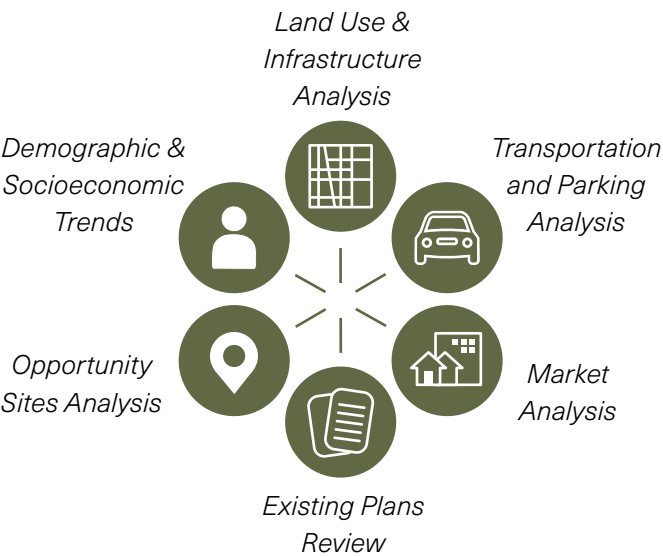 Land Use &
Infrastructure
Analysis
Demographic &
Socioeconomic
Trends
Transportation
and Parking
Analysis
Opportunity
Sites Analysis
Market
Analysis
Existing Plans
Review